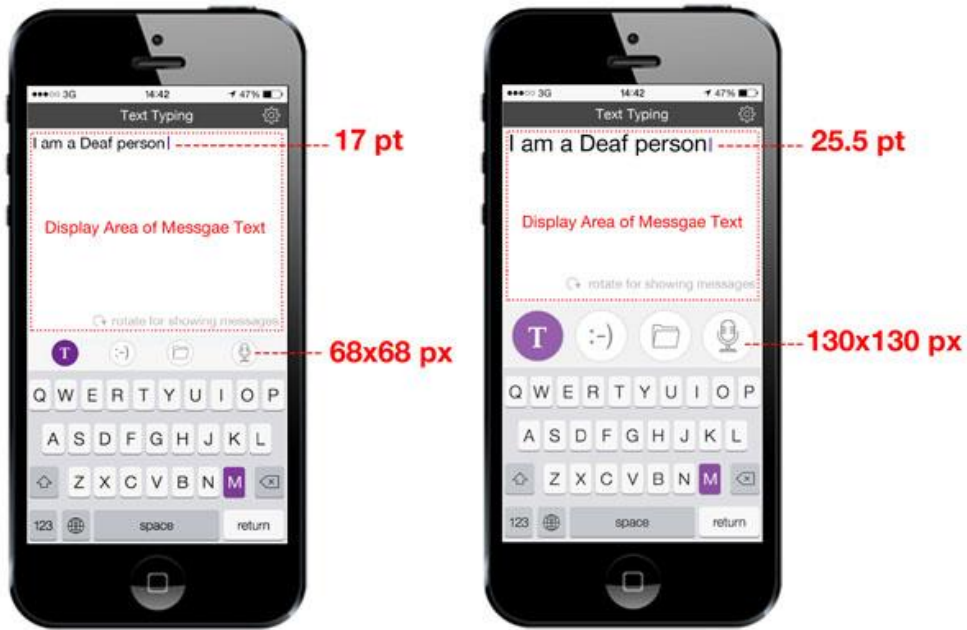 3G 14:42 47%
Text Typing
I am a Deaf person
17 pt
Display Area of Messgae Text
rotate for showing messages
T :-)
68x68 px
Q W E R T Y U I O P
A S D F G H J K L
Z X C V B N M
123 space return
3G 14:42 47%
Text Typing
I am a Deaf person
25.5 pt
Display Area of Messgae Text
rotate for showing messages
T :-)
130x130 px
Q W E R T Y U I O P
A S D F G H J K L
Z X C V B N M
123 space return